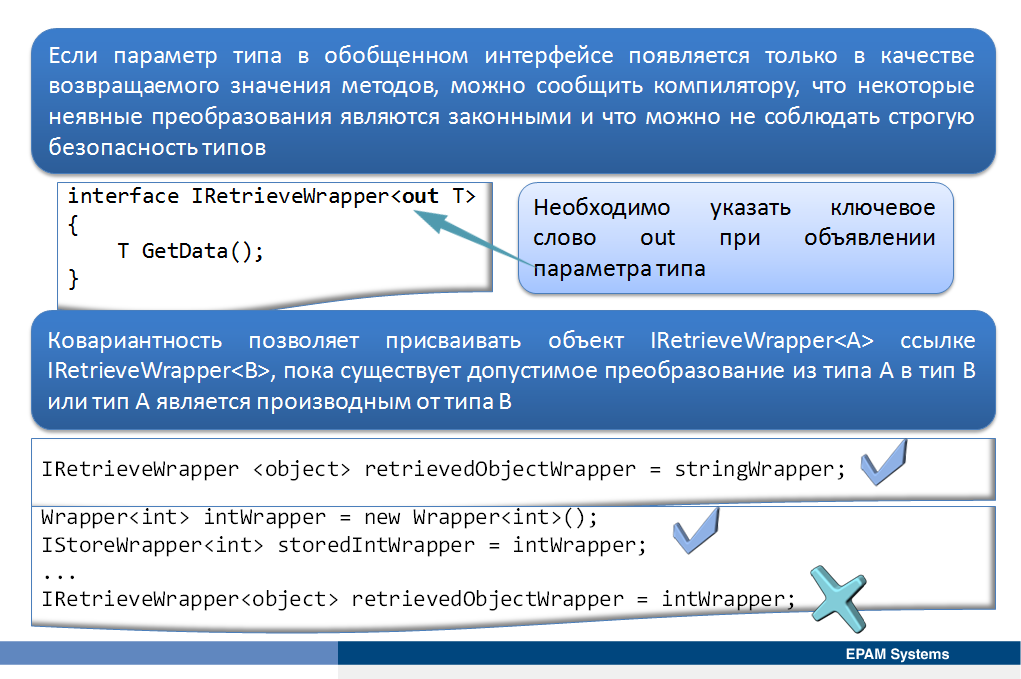 Если параметр типа в обобщенном интерфейсе появляется только в качестве
возвращаемого значения методов, можно сообщить компилятору, что некоторые
неявные преобразования являются законными и что можно не соблюдать строгую
безопасность типов
interface IRetrieveWrapper<out T>
{
    T GetData();
}
Необходимо указать ключевое
слово out при объявлении
параметра типа
Ковариантность позволяет присваивать объект IRetrieveWrapper<A> ссылке
IRetrieveWrapper<B>, пока существует допустимое преобразование из типа A в тип B
или тип A является производным от типа B
IRetrieveWrapper <object> retrievedObjectWrapper = stringWrapper;
Wrapper<int> intWrapper = new Wrapper<int>();
IStoreWrapper<int> storedIntWrapper = intWrapper;
...
IRetrieveWrapper<object> retrievedObjectWrapper = intWrapper;
EPAM Systems